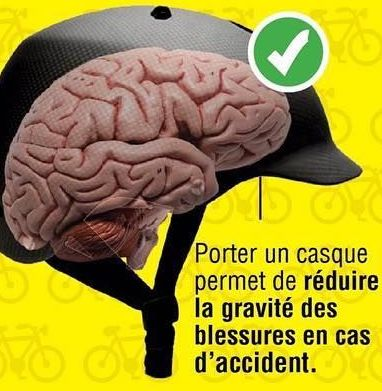 Porter un casque
permet de réduire
la gravité des
blessures en cas
d'accident.